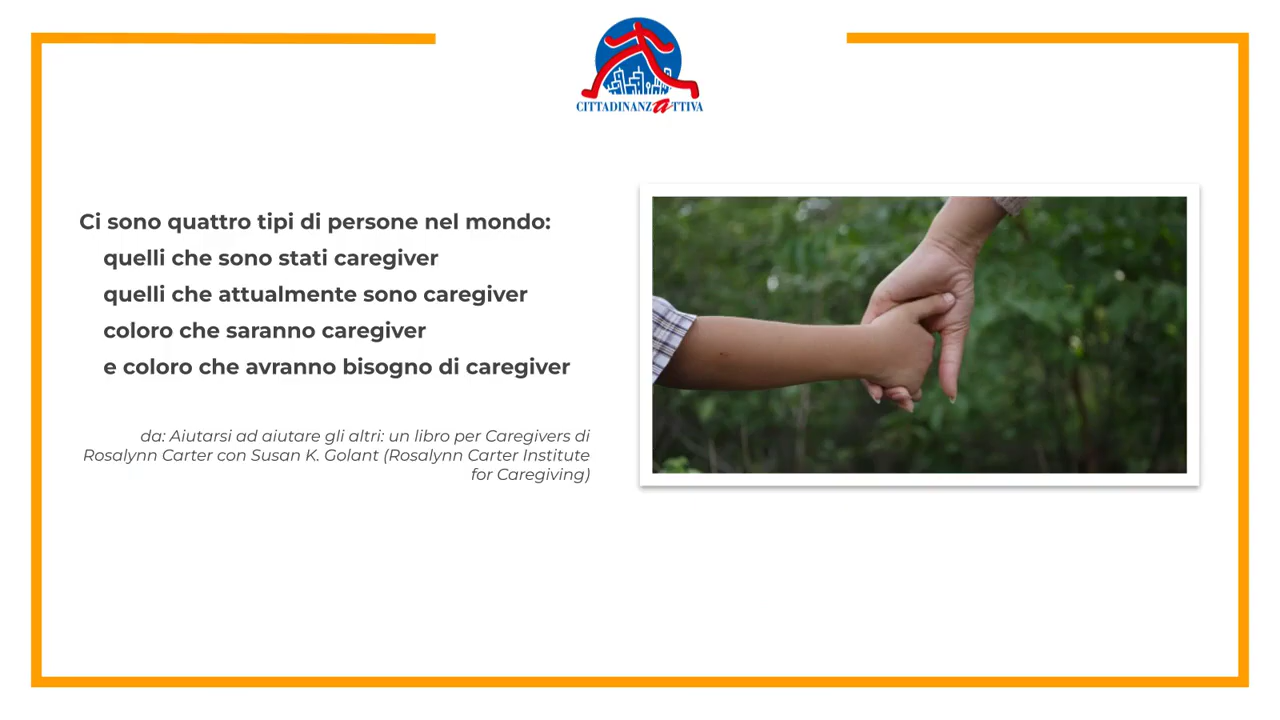 CITTADINANZaTTIVA
Ci sono quattro tipi di persone nel mondo:
quelli che sono stati caregiver
quelli che attualmente sono caregiver
coloro che saranno caregiver
e coloro che avranno bisogno di caregiver
da: Aiutarsi ad aiutare gli altri: un libro per Caregivers di
Rosalynn Carter con Susan K. Golant (Rosalynn Carter Institute
for Caregiving)